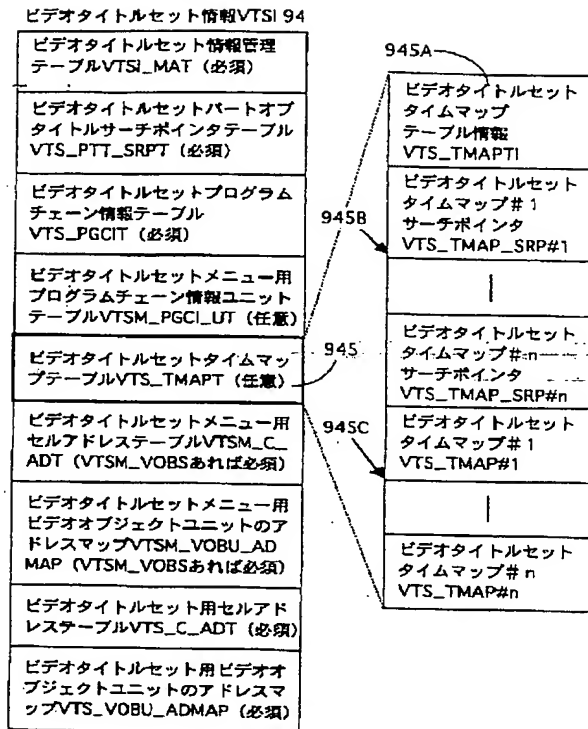 ビデオタイトルセット情報VTSI 94
ビデオタイトルセット情報管理
テーブルVTSI_MAT (必須)
ビデオタイトルセットパートオブ
タイトルサーチポインタテーブル
VTS_PTT_SRPT (必須)
ビデオタイトルセットプログラム
チェーン情報テーブル
VTS_PGCIT (必須)
ビデオタイトルセットメニュー用
プログラムチェーン情報ユニット
テーブルVTSM_PGCI_UT (任意)
ビデオタイトルセットタイムマッ
プテーブルVTS_TMAPT (任意)
ビデオタイトルセットメニュー用
セルアドレステーブルVTSM_C_
ADT (VTSM_VOBSあれば必須)
ビデオタイトルセットメニュー用
ビデオオブジェクトユニットのア
ドレスマップVTSM_VOBU_AD
MAP (VTSM_VOBSあれば必須)
ビデオタイトルセット用セルアド
レステーブルVTS_C_ADT (必須)
ビデオタイトルセット用ビデオオ
ブジェクトユニットのアドレスマ
ップVTS_VOBU_ADMAP (必須)
945
945A
ビデオタイトルセット
タイムマップ
テーブル情報
VTS_TMAPTI
945B
ビデオタイトルセット
タイムマップ#1
サーチポインタ
VTS_TMAP_SRP#1
ビデオタイトルセット
タイムマップ#n
サーチポインタ
VTS_TMAP_SRP#n
945C
ビデオタイトルセット
タイムマップ#1
VTS_TMAP#1
ビデオタイトルセット
タイムマップ#n
VTS_TMAP#n